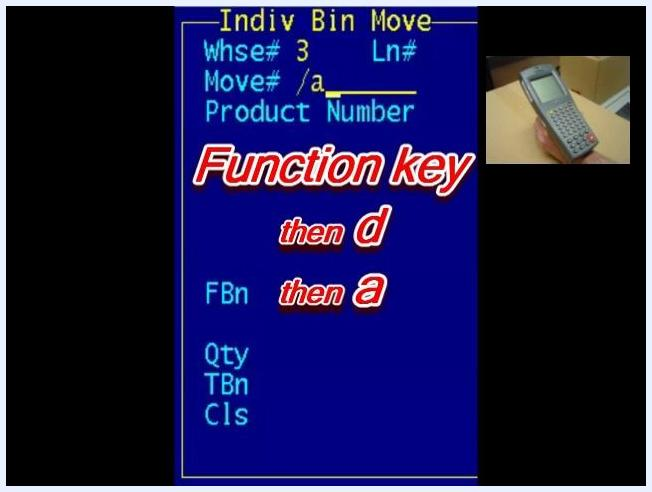 Indiv Bin Move
Whse# 3 Ln#
Move# /a
Product Number
Function key
then d
then a
FBn
Qty
TBn
Cls